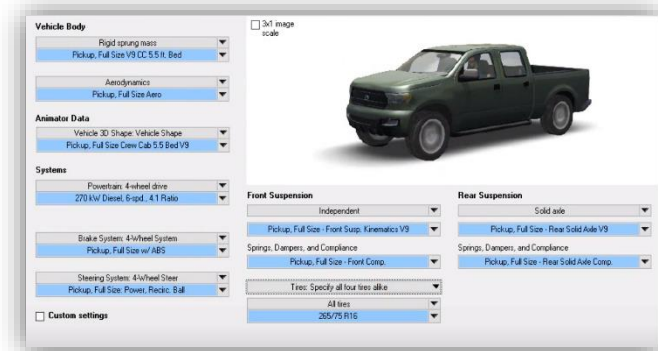 Vehicle Body
Rigid sprung mass
Pickup, Full Size V9 CC 5.5 ft. Bed
Aerodynamics
Pickup, Full Size Aero
Animator Data
Vehicle 3D Shape: Vehicle Shape
Pickup, Full Size Crew Cab 5.5 Bed V9
Systems
Powertrain: 4-wheel drive
270 kW Diesel, 6-spd., 4.1 Ratio
Brake System: 4-Wheel System
Pickup, Full Size w/ ABS
Steering System: 4-Wheel Steer
Pickup, Full Size: Power, Recirc. Ball
Custom settings
3x1 image
scale
Front Suspension
Independent
Pickup, Full Size - Front Susp. Kinematics V9
Springs, Dampers, and Compliance
Pickup, Full Size - Front Comp.
Tires: Specify all four tires alike
All tires
265/75 R16
Rear Suspension
Solid axle
Pickup, Full Size - Rear Solid Axle V9
Springs, Dampers, and Compliance
Pickup, Full Size - Rear Solid Axle Comp.